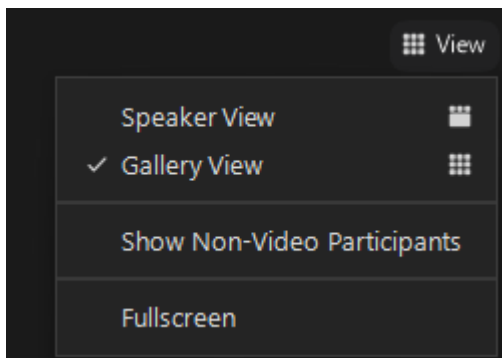 View
Speaker View
Gallery View
Show Non-Video Participants
Fullscreen